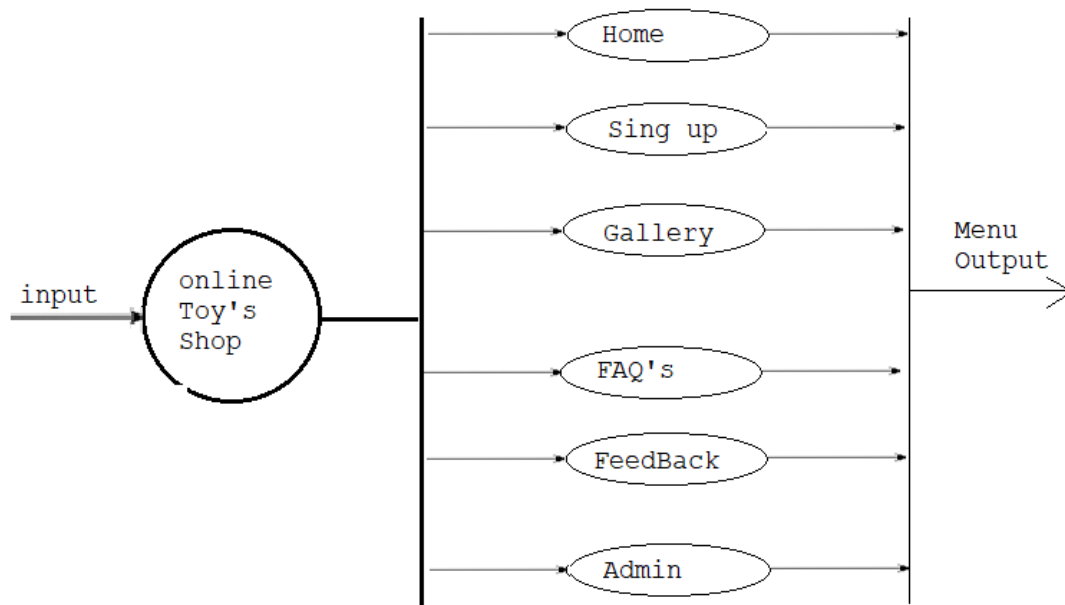 Home
Sing up
Gallery
Menu
Output
input
online
Toy's
Shop
FAQ's
FeedBack
Admin